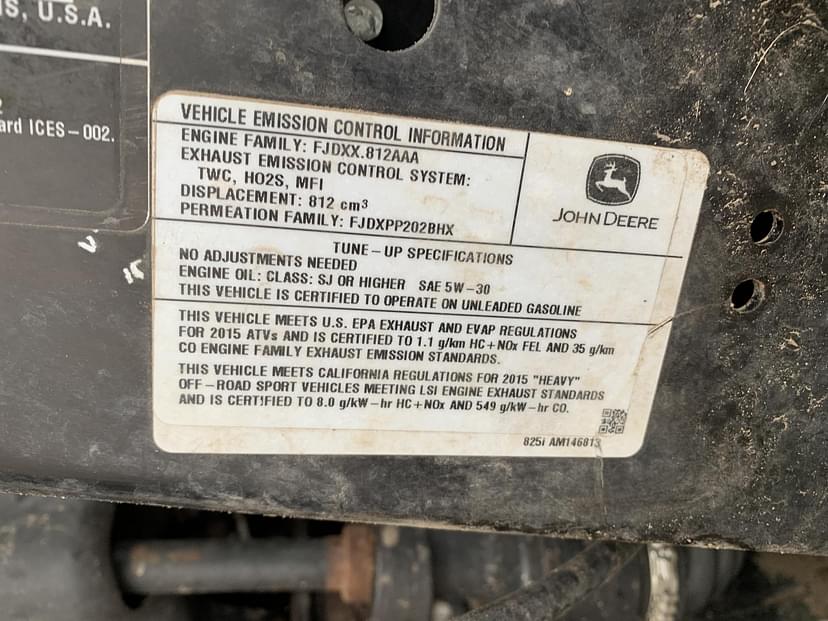 U.S.A.
ard ICES-002.
VEHICLE EMISSION CONTROL INFORMATION
ENGINE FAMILY: FJDXX.812AAA
EXHAUST EMISSION CONTROL SYSTEM:
TWC, HO2S, MFI
DISPLACEMENT: 812 cm³
PERMEATION FAMILY: FJDXPP202BHX
JOHN DEERE
TUNE-UP SPECIFICATIONS
NO ADJUSTMENTS NEEDED
ENGINE OIL: CLASS: SJ OR HIGHER SAE 5W-30
THIS VEHICLE IS CERTIFIED TO OPERATE ON UNLEADED GASOLINE
THIS VEHICLE MEETS U.S. EPA EXHAUST AND EVAP REGULATIONS
FOR 2015 ATVs AND IS CERTIFIED TO 1.1 g/km HC+NOx FEL AND 35 g/km
CO ENGINE FAMILY EXHAUST EMISSION STANDARDS.
THIS VEHICLE MEETS CALIFORNIA REGULATIONS FOR 2015 "HEAVY"
OFF-ROAD SPORT VEHICLES MEETING LSI ENGINE EXHAUST STANDARDS
AND IS CERTIFIED TO 8.0 g/kW-hr HC+NOx AND 549 g/kW-hr CO.
825i AM146813